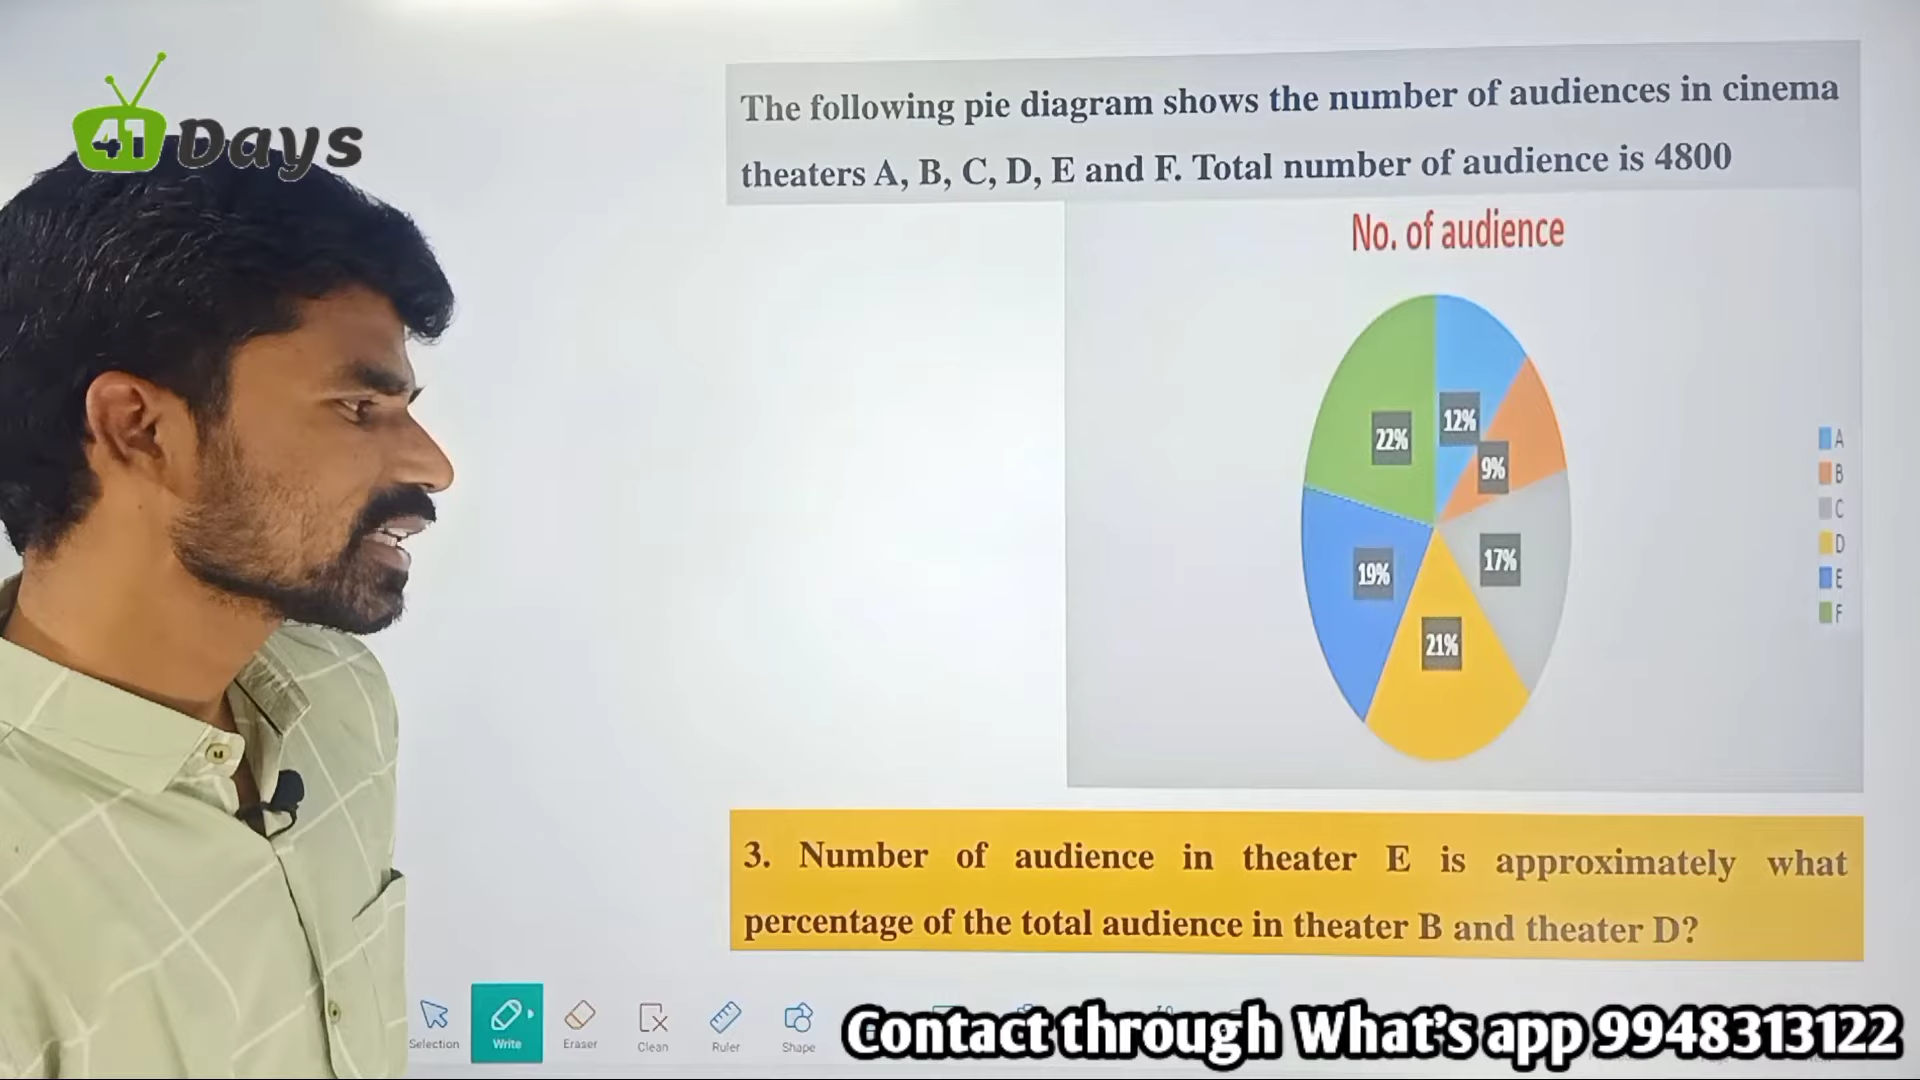 41 Days
The following pie diagram shows the number of audiences in cinema
theaters A, B, C, D, E and F. Total number of audience is 4800
No. of audience
12%
22%
9%
17%
19%
21%
A
B
C
D
E
F
3. Number of audience in theater E is approximately what
percentage of the total audience in theater B and theater D?
Selection Write Eraser Clean Ruler Shape
Contact through What's app 9948313122